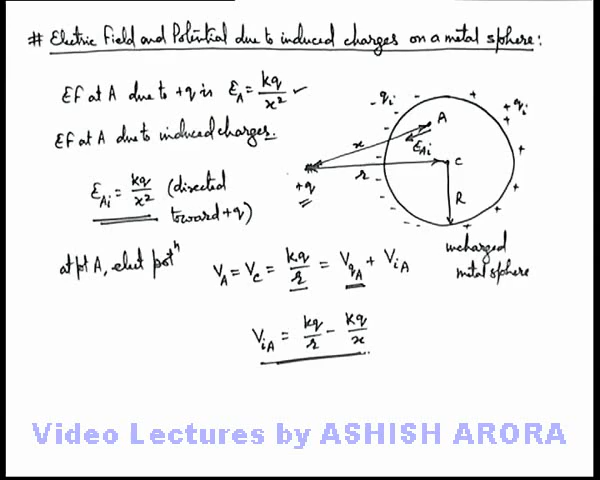 # Electric Field and Potential due to induced charges on a metal sphere:
EF at A due to +q is E_A = kq/x² ✓
EF at A due to induced charges.
E_Ai = kq/x² (directed toward +q)
at pt A, elect potⁿ
V_A = V_C = kq/r = V_qA + V_iA
V_iA = kq/r - kq/x
-q_i
+q_i
A
E_Ai
x
r
C
R
+q
uncharged
metal sphere
Video Lectures by ASHISH ARORA